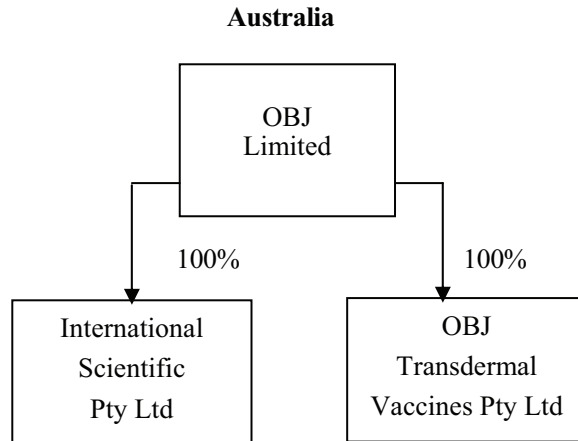 Australia
OBJ
Limited
100%
100%
International
Scientific
Pty Ltd
OBJ
Transdermal
Vaccines Pty Ltd